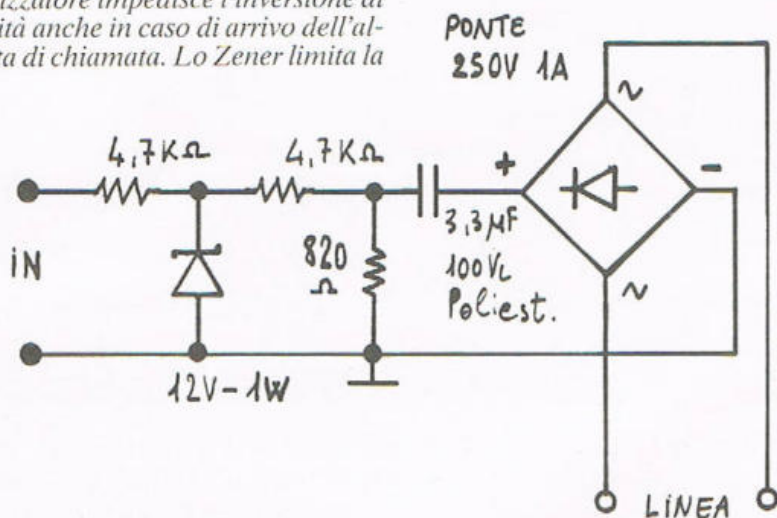 izzatore impedisce l'inversione di
ità anche in caso di arrivo dell'al-
ta di chiamata. Lo Zener limita la
PONTE
250V 1A
4,7KΩ
4,7KΩ
+
-
~
~
3,3μF
100VL
Poliest.
820
Ω
iN
12V-1W
LiNEA